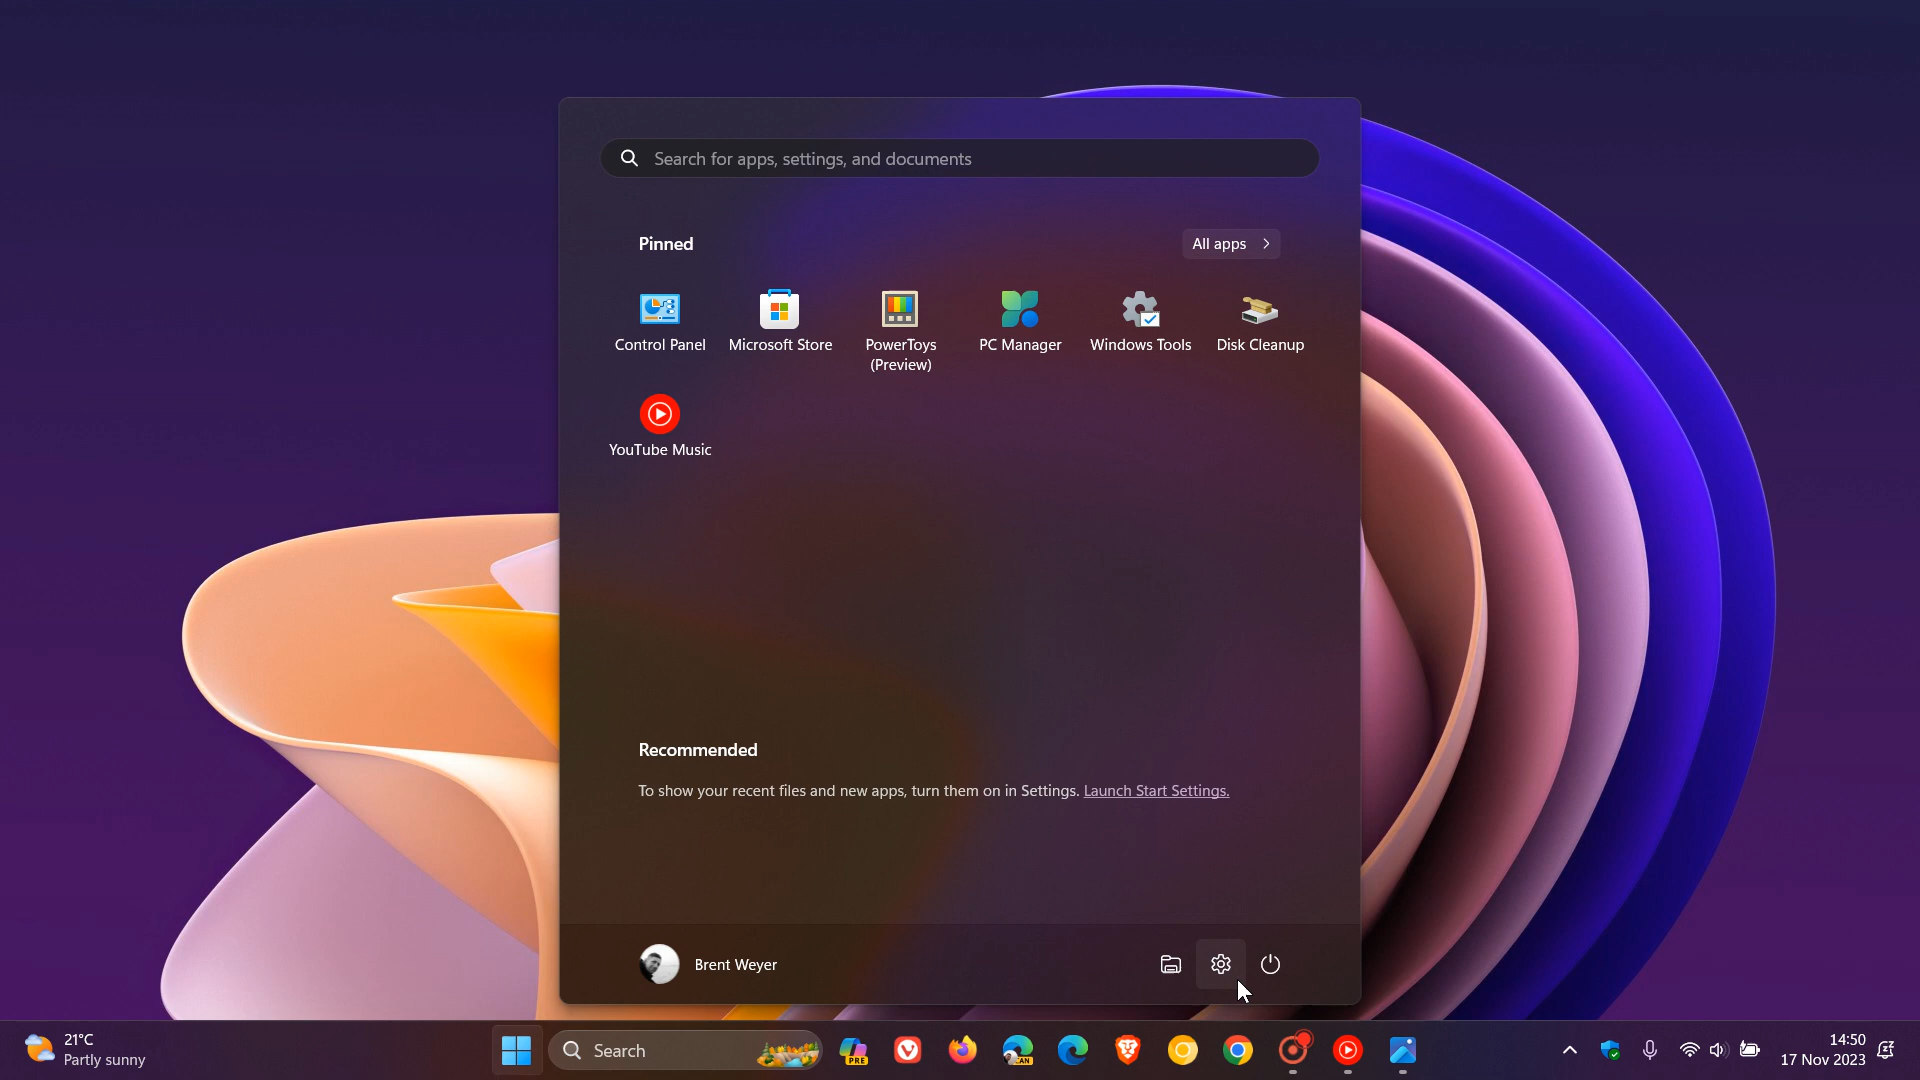 Search for apps, settings, and documents
Pinned
All apps
Control Panel
Microsoft Store
PowerToys
(Preview)
PC Manager
Windows Tools
Disk Cleanup
YouTube Music
Recommended
To show your recent files and new apps, turn them on in Settings. Launch Start Settings.
Brent Weyer
21°C
Partly sunny
Search
PRE
CAN
14:50
17 Nov 2023